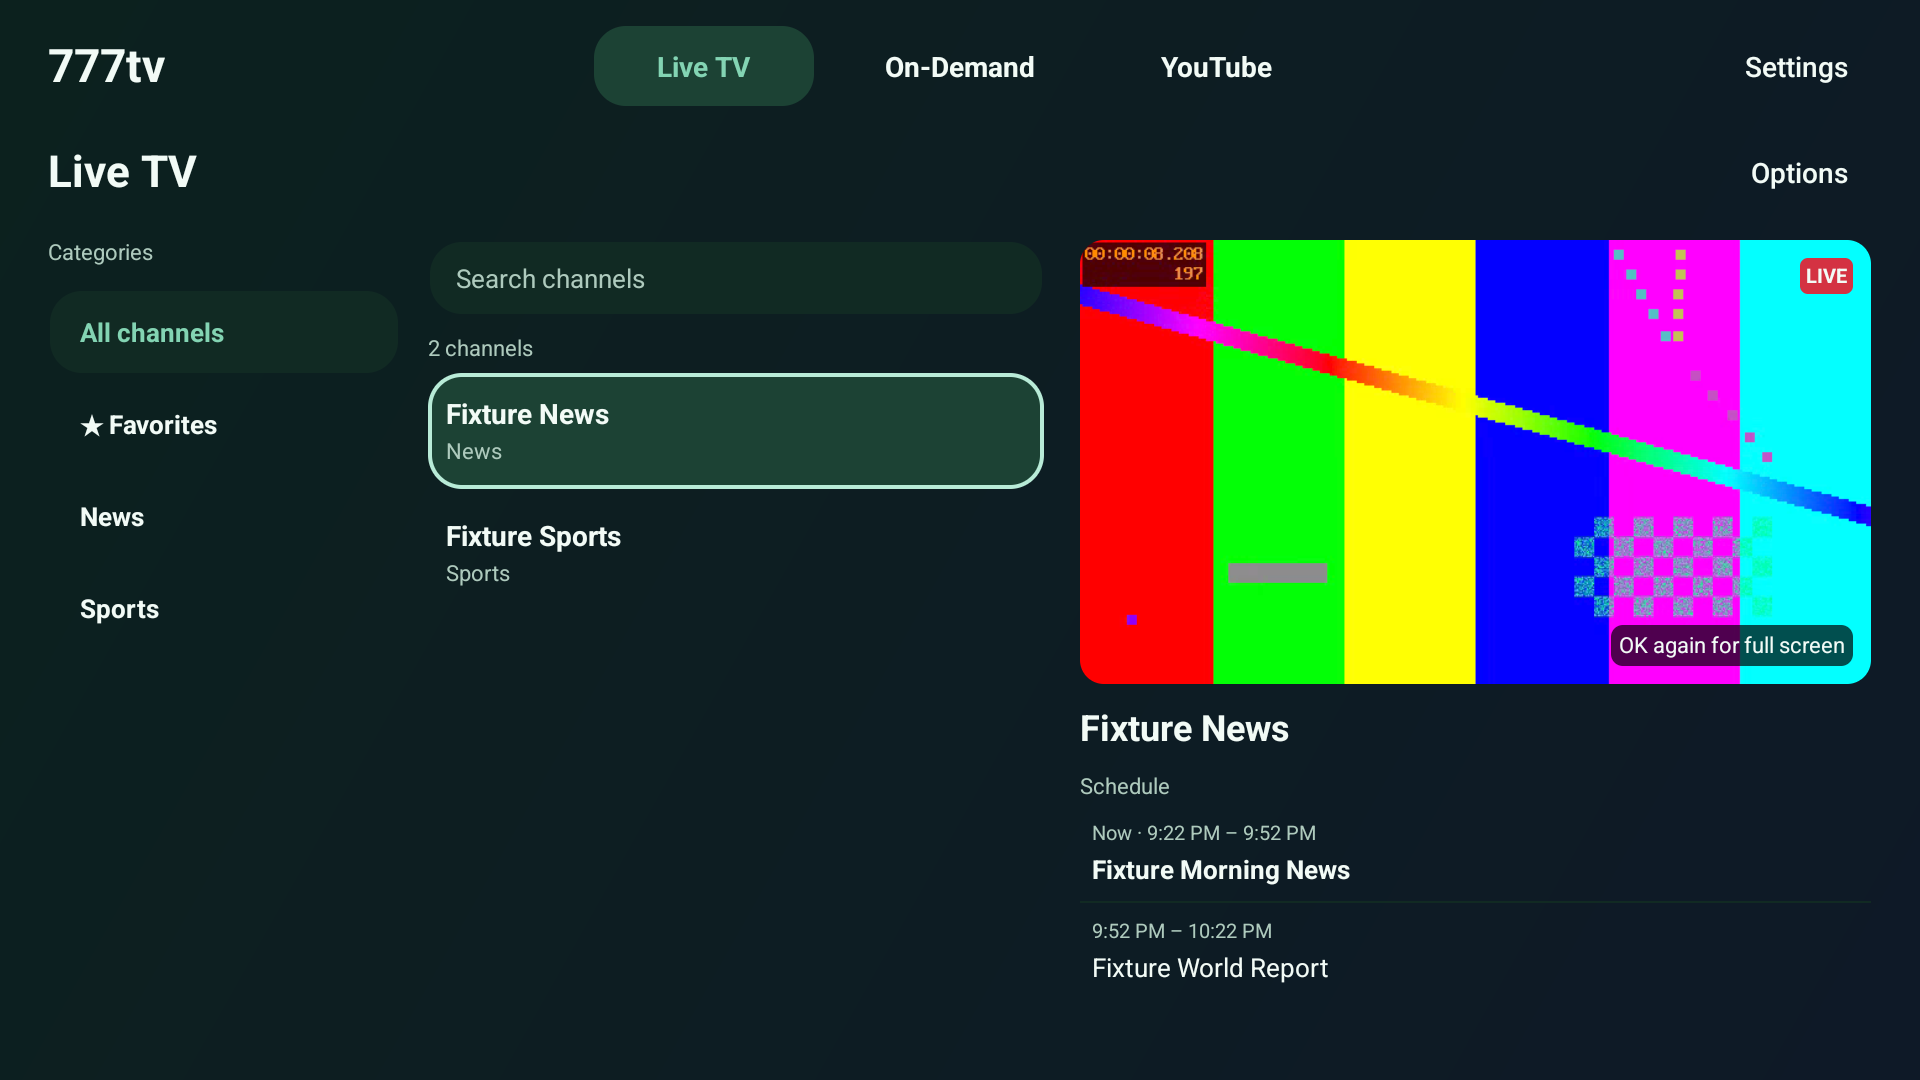 777tv
Live TV
On-Demand
YouTube
Settings
Live TV
Options
Categories
All channels
★ Favorites
News
Sports
Search channels
2 channels
Fixture News
News
Fixture Sports
Sports
00:00:08.208
197
LIVE
OK again for full screen
Fixture News
Schedule
Now · 9:22 PM – 9:52 PM
Fixture Morning News
9:52 PM – 10:22 PM
Fixture World Report